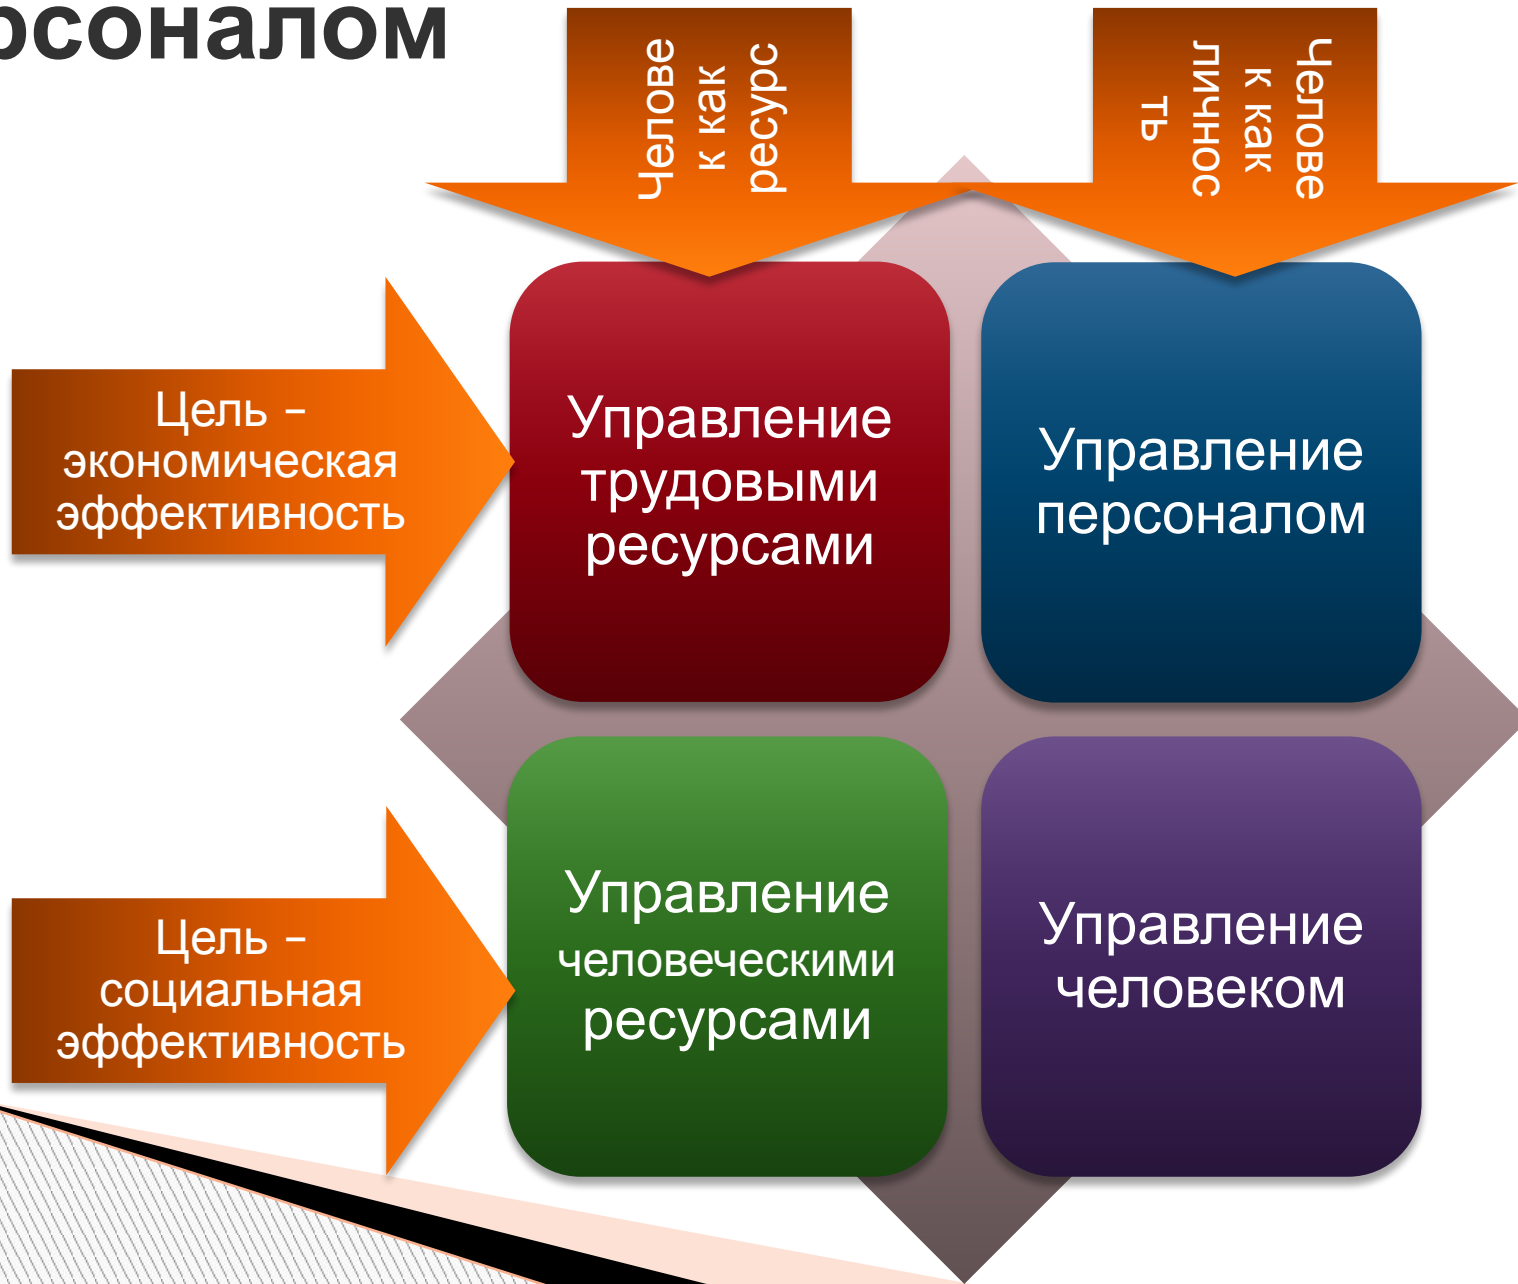 рсоналом
Челове
к как
ресурс
Челове
к как
личнос
ть
Цель –
экономическая
эффективность
Управление
трудовыми
ресурсами
Управление
персоналом
Цель –
социальная
эффективность
Управление
человеческими
ресурсами
Управление
человеком